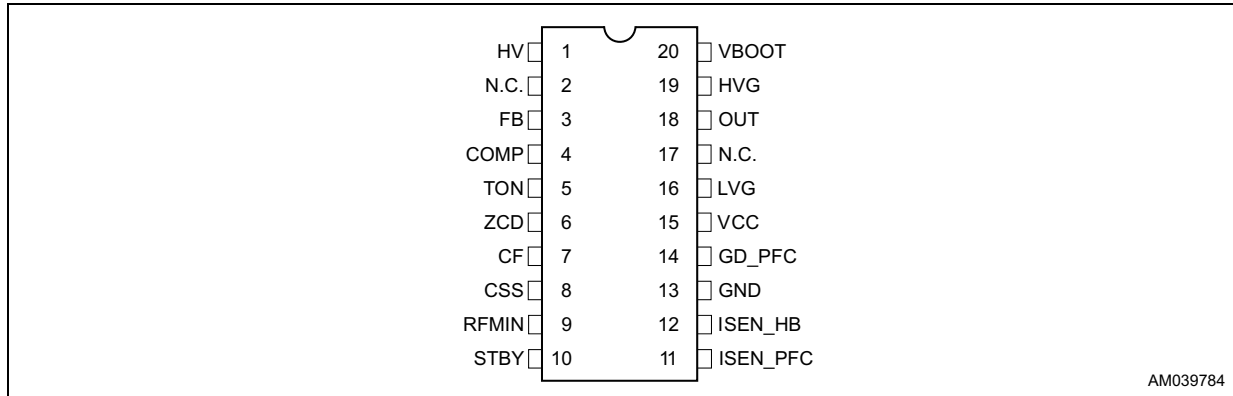 HV 1 20 VBOOT
N.C. 2 19 HVG
FB 3 18 OUT
COMP 4 17 N.C.
TON 5 16 LVG
ZCD 6 15 VCC
CF 7 14 GD_PFC
CSS 8 13 GND
RFMIN 9 12 ISEN_HB
STBY 10 11 ISEN_PFC
AM039784